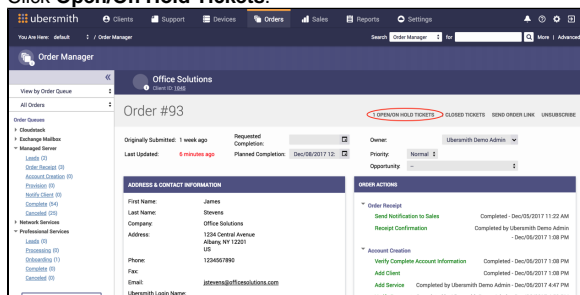 Click Open/On Hold Tickets.
ubersmith
Clients
Support
Devices
Orders
Sales
Reports
Settings
You Are Here: default / Order Manager
Search Order Manager for
More | Advanced
Order Manager
Office Solutions
Client ID: 1045
View by Order Queue
All Orders
Order Queues
Cloudstack
Exchange Mailbox
Managed Server
Leads (0)
Order Receipt (3)
Account Creation (0)
Provision (0)
Notify Client (0)
Complete (94)
Canceled (25)
Network Services
Professional Services
Leads (0)
Processing (0)
Onboarding (1)
Complete (0)
Canceled (0)
Order #93
1 OPEN/ON HOLD TICKETS
CLOSED TICKETS
SEND ORDER LINK
UNSUBSCRIBE
Originally Submitted: 1 week ago
Requested Completion:
Owner: Ubersmith Demo Admin
Last Updated: 6 minutes ago
Planned Completion: Dec/08/2017 12:
Priority: Normal
Opportunity: --
ADDRESS & CONTACT INFORMATION
First Name: James
Last Name: Stevens
Company: Office Solutions
Address: 1234 Central Avenue
Albany, NY 12201
US
Phone: 1234567890
Fax:
Email: jstevens@officesolutions.com
Ubersmith Login Name:
ORDER ACTIONS
Order Receipt
Send Notification to Sales Completed - Dec/05/2017 11:22 AM
Receipt Confirmation Completed by Ubersmith Demo Admin
- Dec/06/2017 1:08 PM
Account Creation
Verify Complete Account Information Completed - Dec/06/2017 1:08 PM
Add Client Completed - Dec/06/2017 1:08 PM
Add Service Completed by Ubersmith Demo Admin - Dec/06/2017 4:47 PM